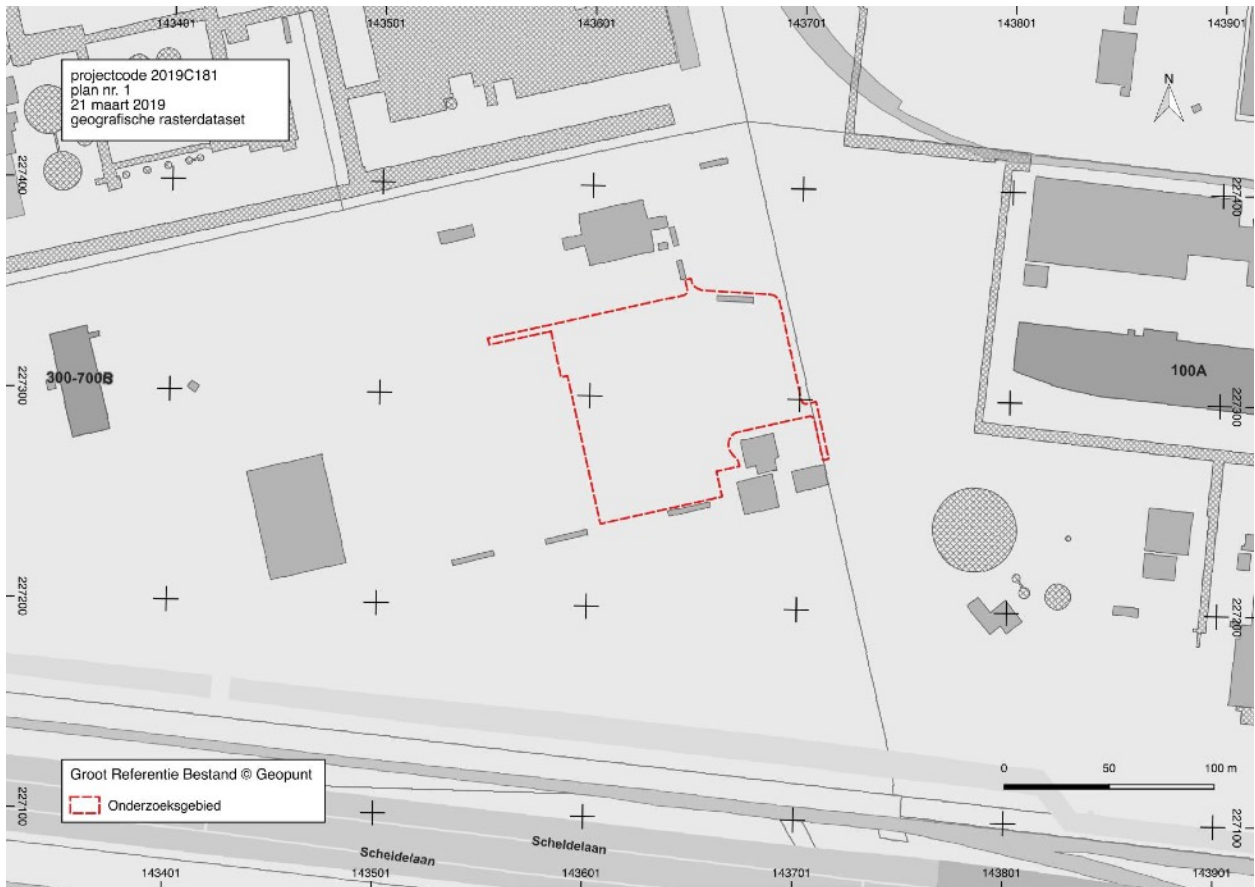 143401 143501 143601 143701 143801 143901
projectcode 2019C181
plan nr. 1
21 maart 2019
geografische rasterdataset
N
227400
227400
300-700B
100A
227300
227300
227200
227200
0 50 100 m
Groot Referentie Bestand © Geopunt
Onderzoeksgebied
227100
227100
Scheldelaan
Scheldelaan
143401 143501 143601 143701 143801 143901